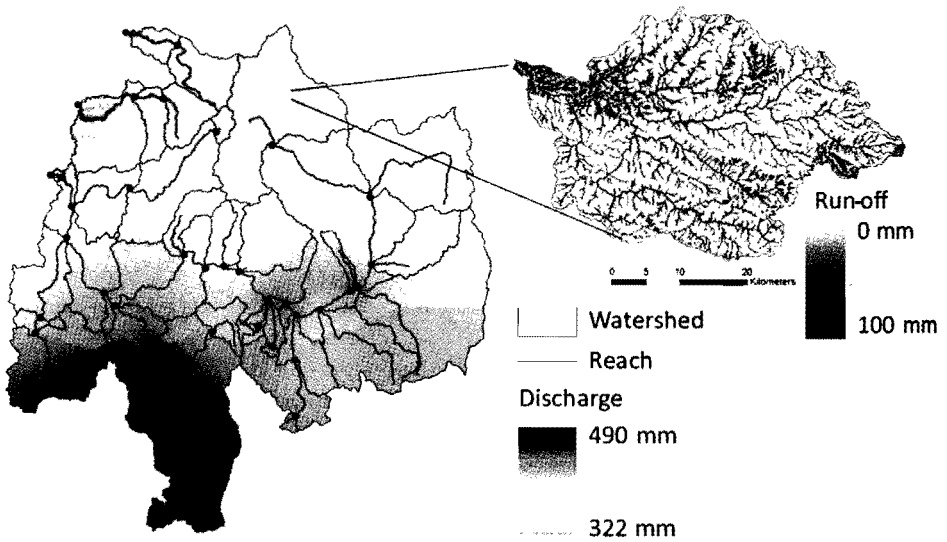 Run-off
0 mm
100 mm
0 5 10 20
Kilometers
Watershed
Reach
Discharge
490 mm
322 mm